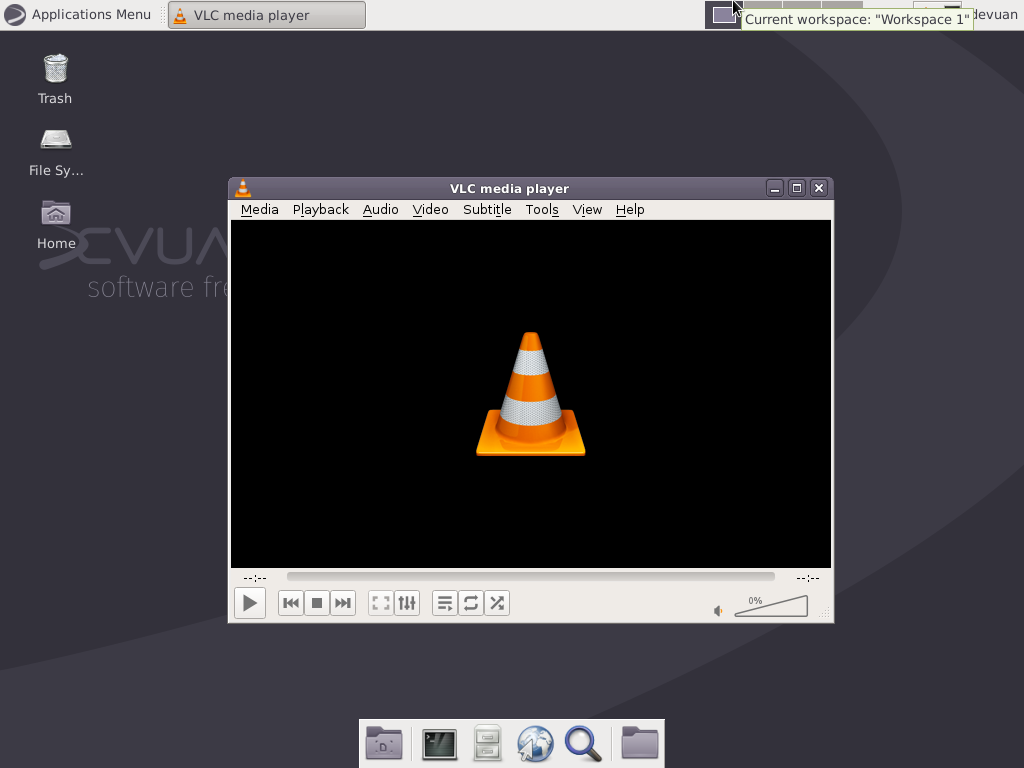 Applications Menu
VLC media player
Current workspace: "Workspace 1"
devuan
Trash
File Sy...
Home
software fre
VLC media player
Media Playback Audio Video Subtitle Tools View Help
--:--
--:--
0%
D